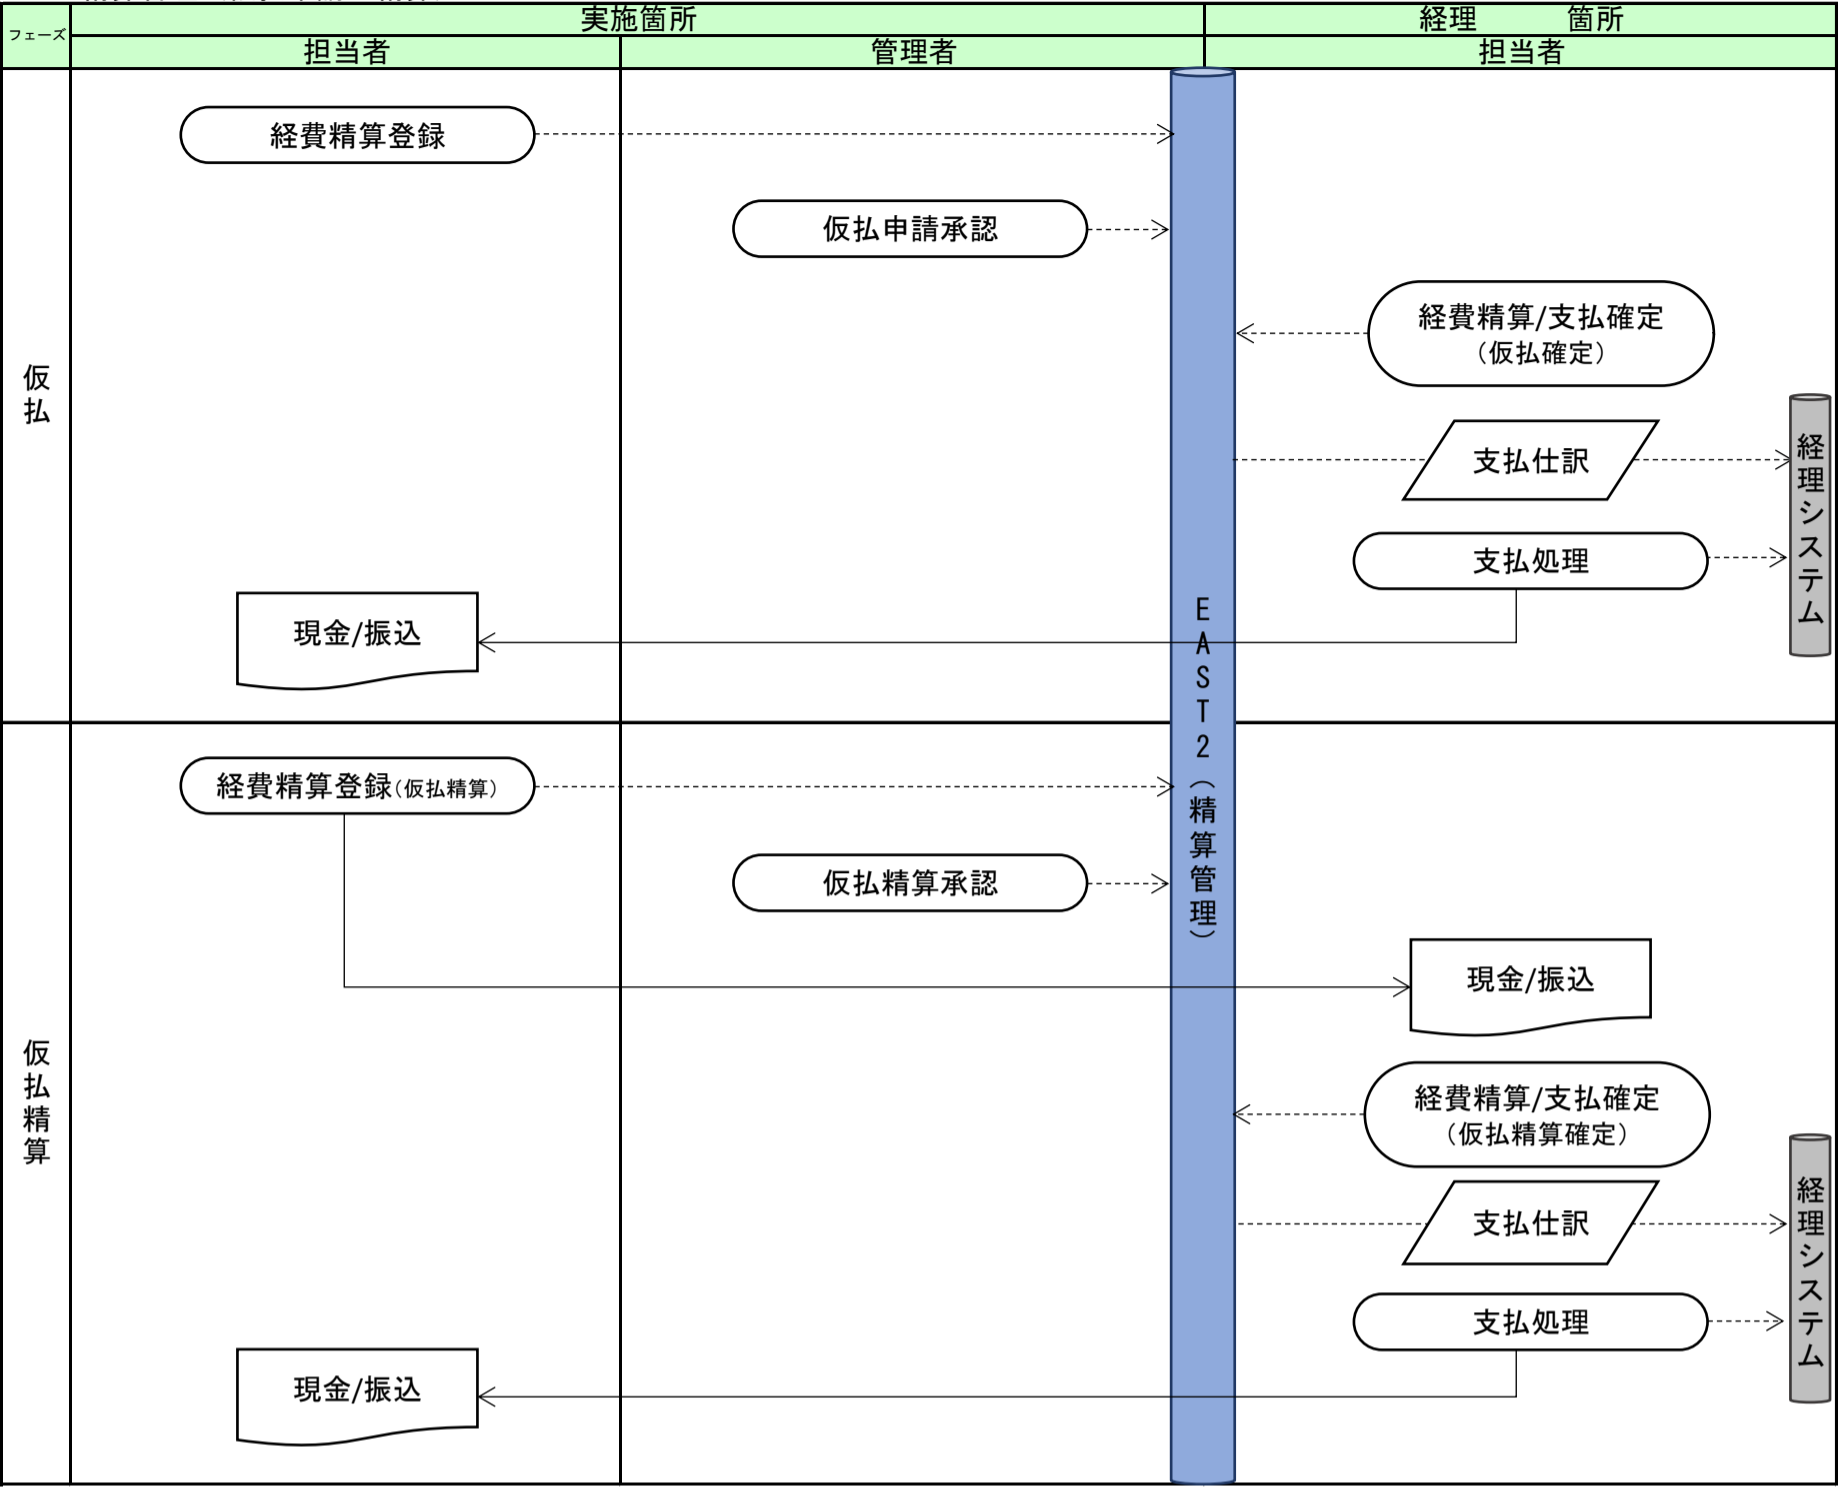 実施箇所
経理 箇所
フェーズ
担当者
管理者
担当者
仮払
経費精算登録
仮払申請承認
経費精算/支払確定
（仮払確定）
支払仕訳
経理システム
支払処理
現金/振込
EAST2（精算管理）
仮払精算
経費精算登録（仮払精算）
仮払精算承認
現金/振込
経費精算/支払確定
（仮払精算確定）
支払仕訳
経理システム
支払処理
現金/振込